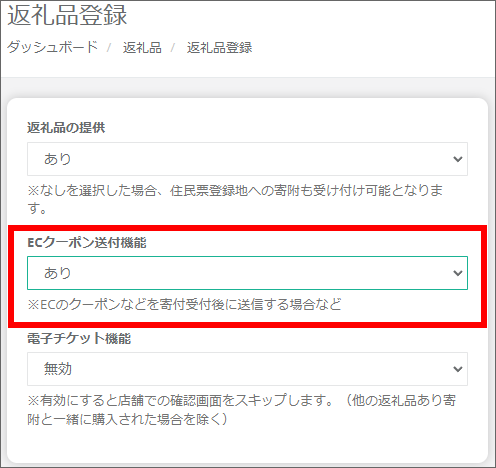 返礼品登録
ダッシュボード / 返礼品 / 返礼品登録
返礼品の提供
あり
※なしを選択した場合、住民票登録地への寄附も受け付け可能となりま
す。
ECクーポン送付機能
あり
※ECのクーポンなどを寄付受付後に送信する場合など
電子チケット機能
無効
※有効にすると店舗での確認画面をスキップします。（他の返礼品あり寄
附と一緒に購入された場合を除く）